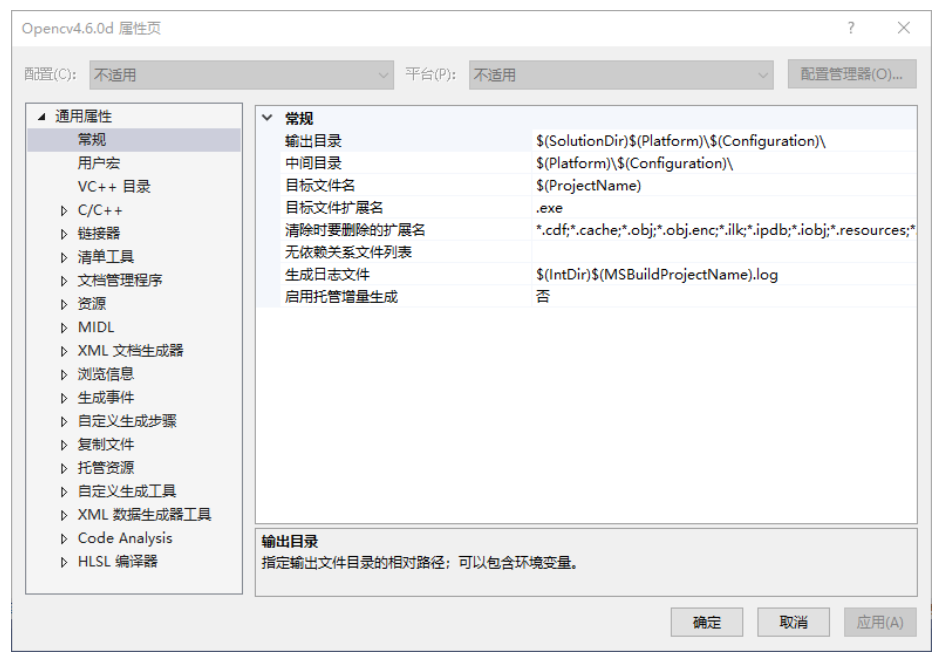 Opencv4.6.0d 属性页 ?
配置(C): 不适用 平台(P): 不适用 配置管理器(O)...
通用属性
常规
用户宏
VC++ 目录
C/C++
链接器
清单工具
文档管理程序
资源
MIDL
XML 文档生成器
浏览信息
生成事件
自定义生成步骤
复制文件
托管资源
自定义生成工具
XML 数据生成器工具
Code Analysis
HLSL 编译器
常规
输出目录 $(SolutionDir)$(Platform)\$(Configuration)\
中间目录 $(Platform)\$(Configuration)\
目标文件名 $(ProjectName)
目标文件扩展名 .exe
清除时要删除的扩展名 *.cdf;*.cache;*.obj;*.obj.enc;*.ilk;*.ipdb;*.iobj;*.resources;*.
无依赖关系文件列表
生成日志文件 $(IntDir)$(MSBuildProjectName).log
启用托管增量生成 否
输出目录
指定输出文件目录的相对路径；可以包含环境变量。
确定 取消 应用(A)